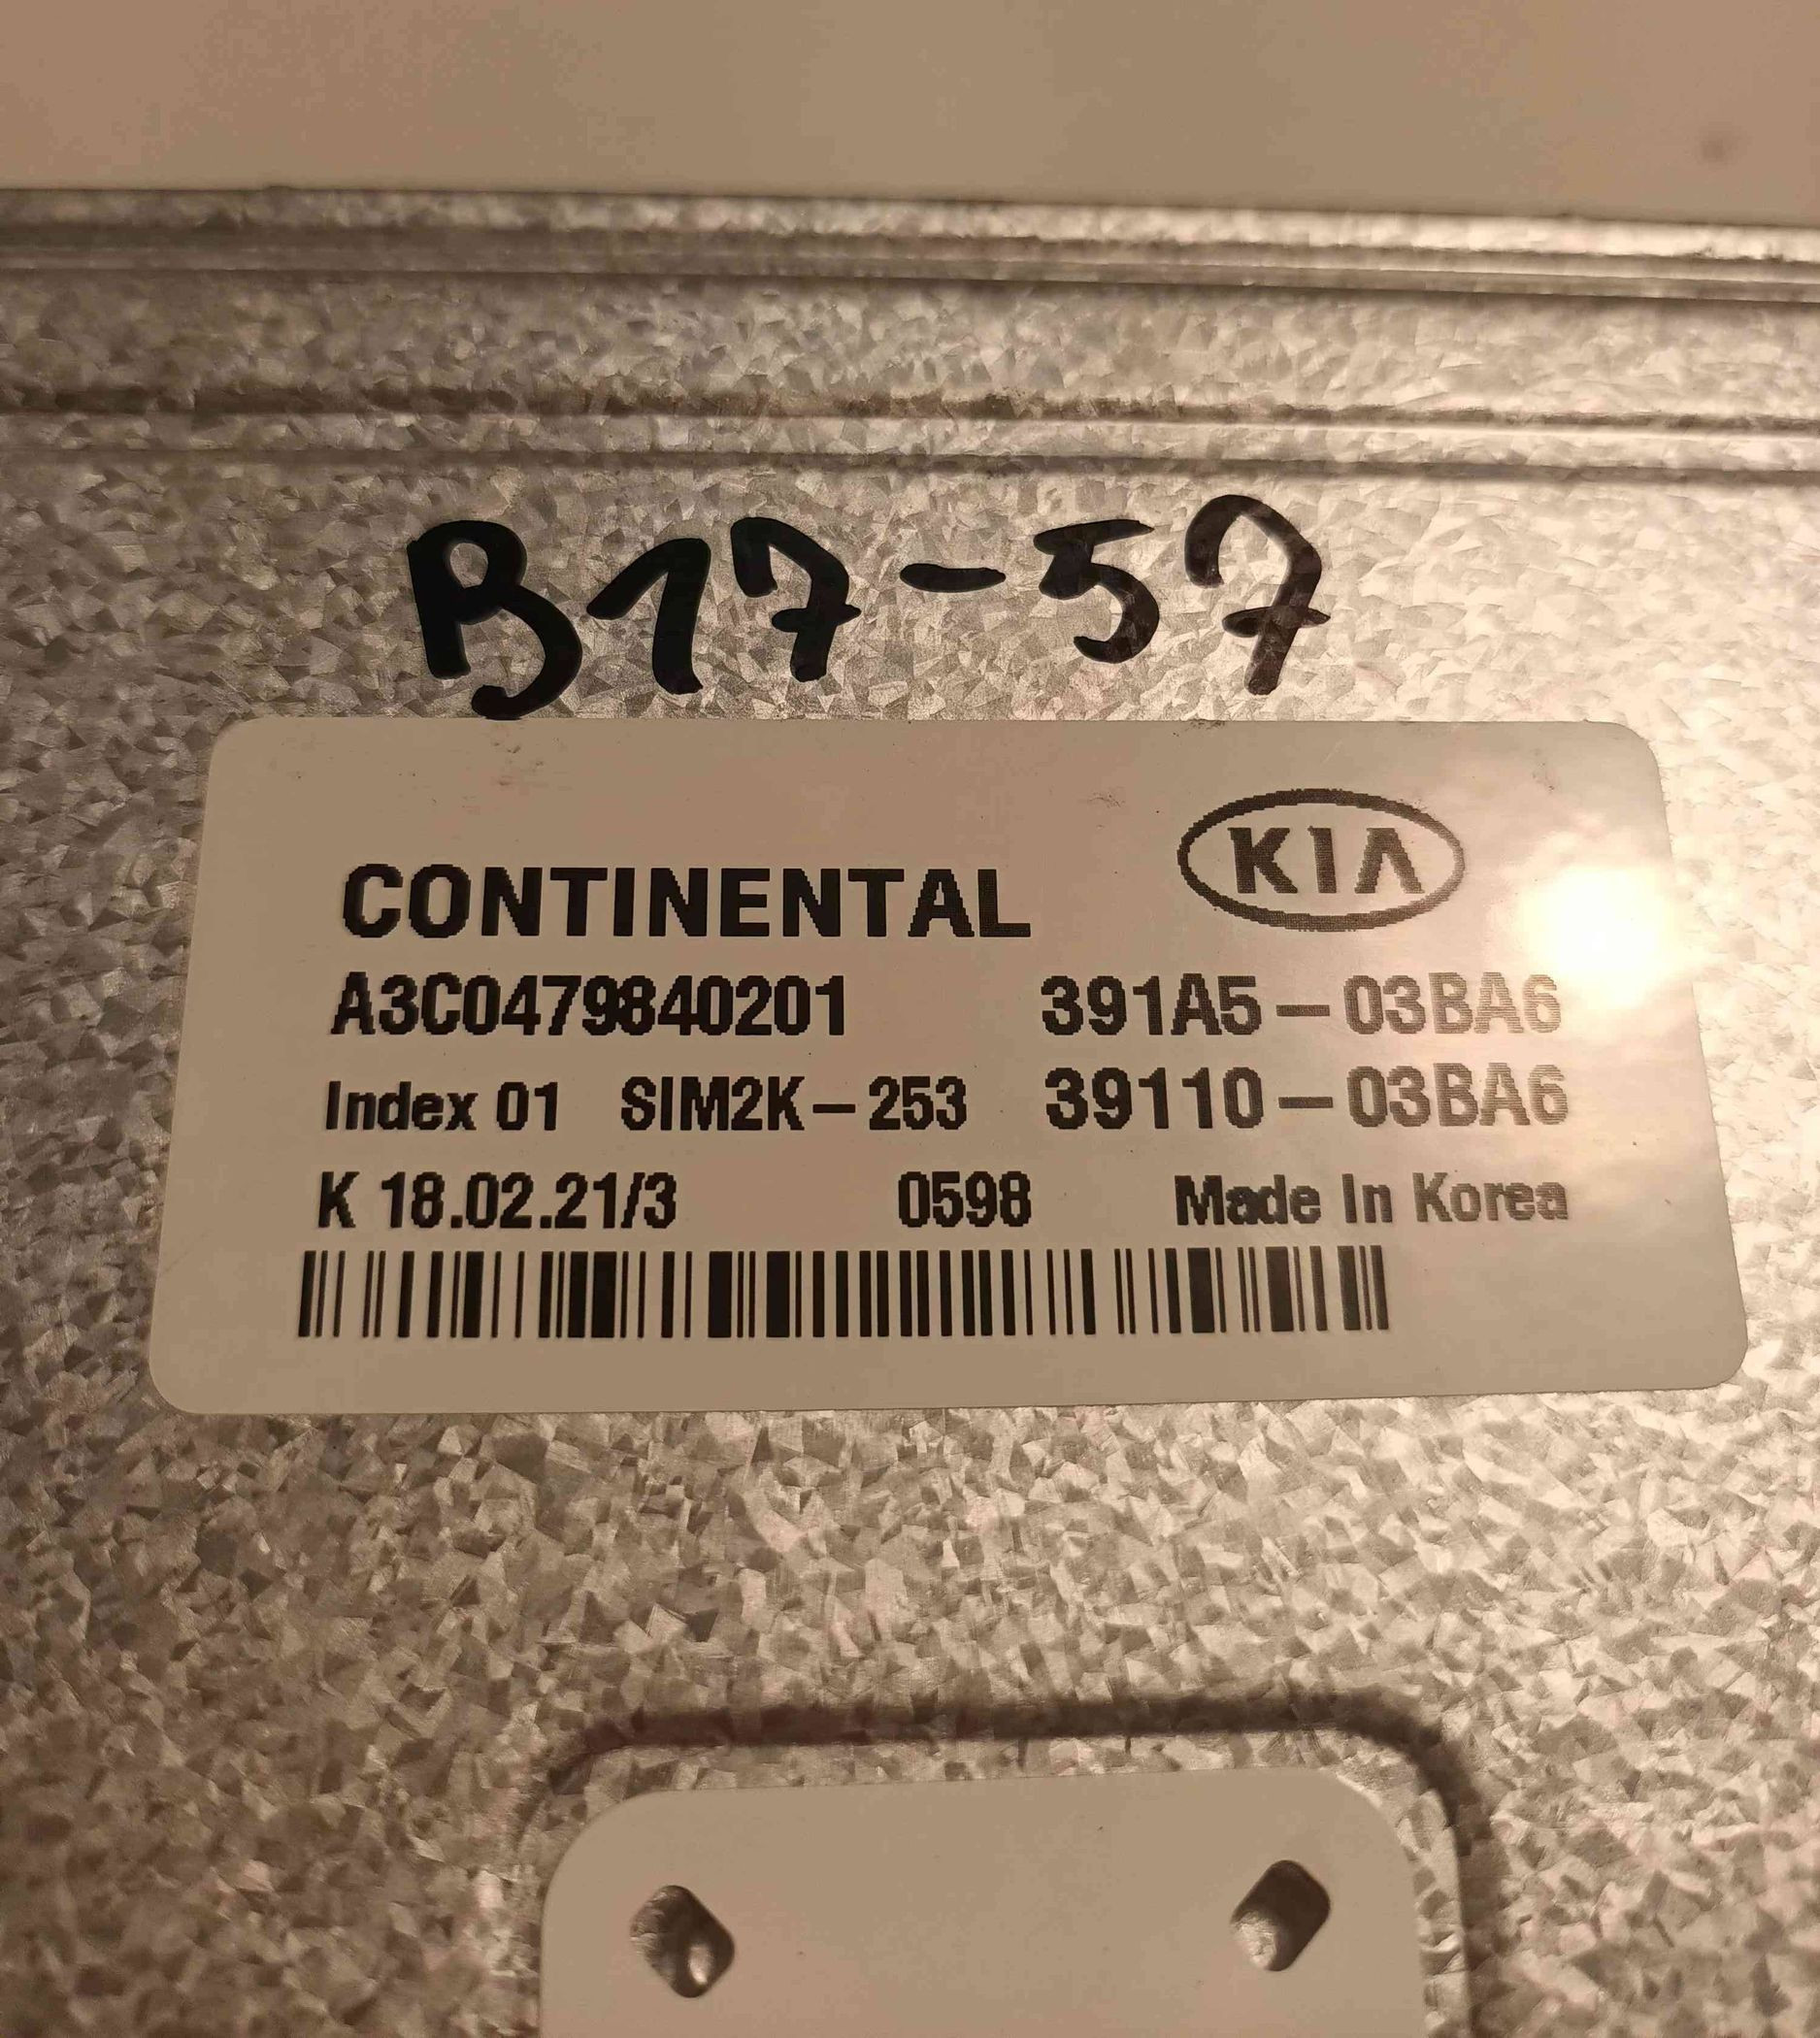 B17-57
KIA
CONTINENTAL
A3C0479840201 391A5-03BA6
Index 01 SIM2K-253 39110-03BA6
K 18.02.21/3 0598 Made In Korea